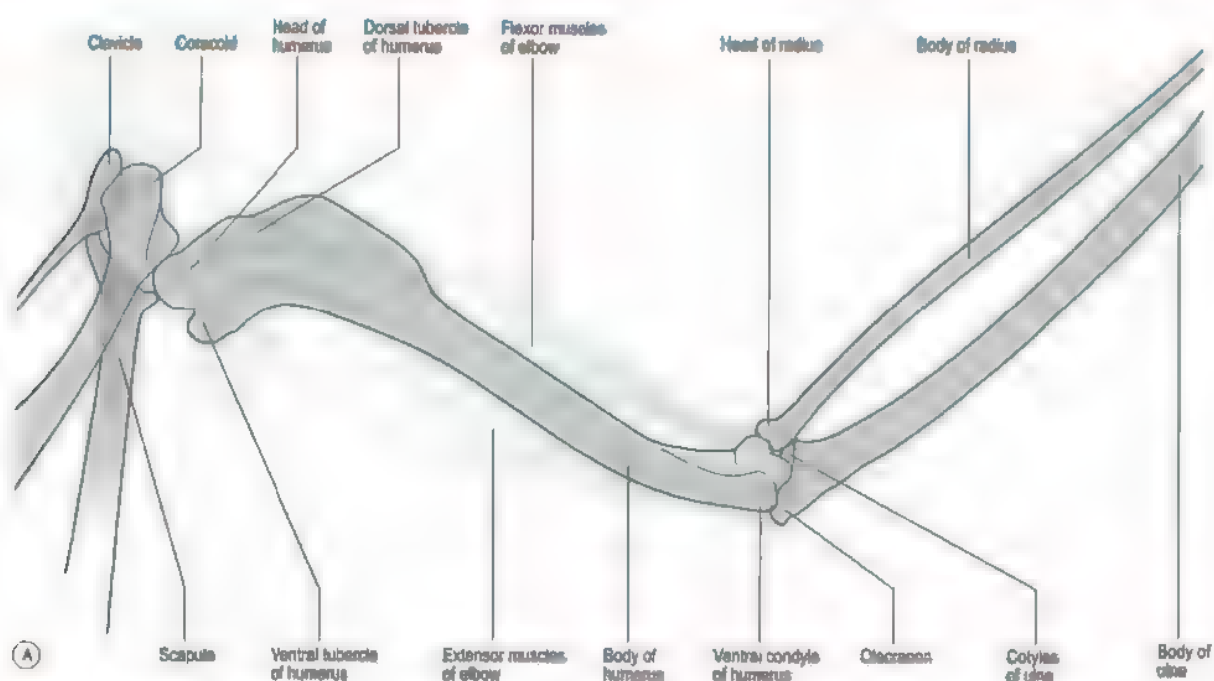 Clavicle
Coracoid
Head of
humerus
Dorsal tubercle
of humerus
Flexor muscles
of elbow
Head of radius
Body of radius
A
Scapula
Ventral tubercle
of humerus
Extensor muscles
of elbow
Body of
humerus
Ventral condyle
of humerus
Olecranon
Cotyles
of ulna
Body of
ulna